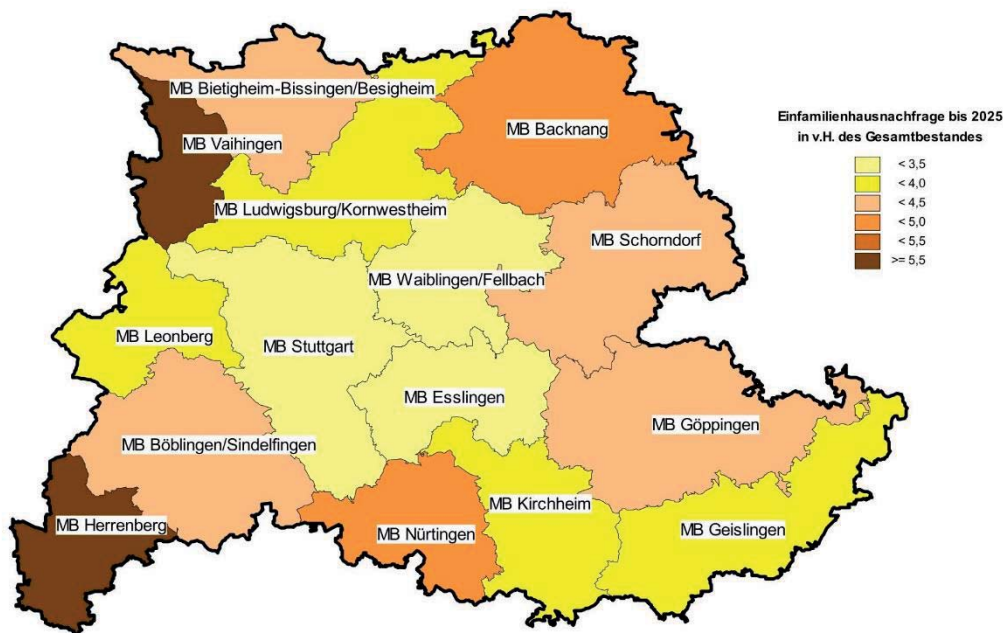 MB Bietigheim-Bissingen/Besigheim
MB Backnang
MB Vaihingen
MB Ludwigsburg/Kornwestheim
MB Schorndorf
MB Waiblingen/Fellbach
MB Leonberg
MB Stuttgart
MB Esslingen
MB Göppingen
MB Böblingen/Sindelfingen
MB Kirchheim
MB Herrenberg
MB Nürtingen
MB Geislingen
Einfamilienhausnachfrage bis 2025
in v.H. des Gesamtbestandes
< 3,5
< 4,0
< 4,5
< 5,0
< 5,5
>= 5,5